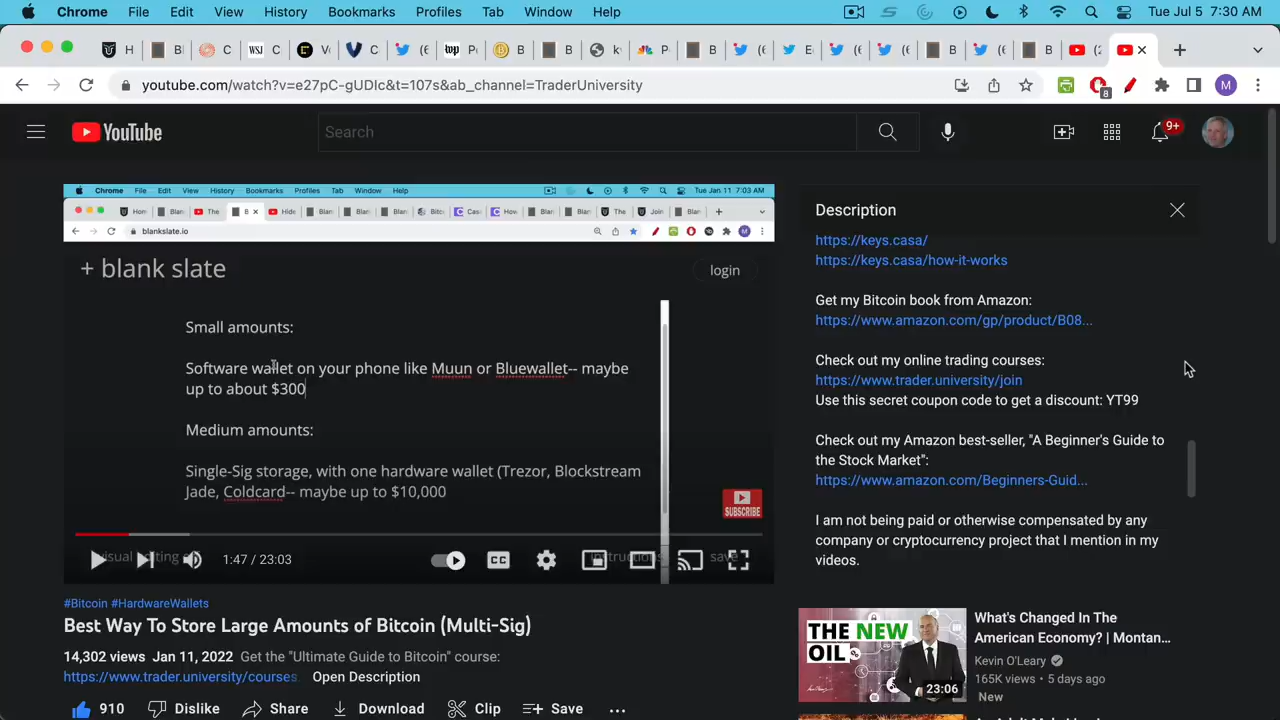 Chrome File Edit View History Bookmarks Profiles Tab Window Help Tue Jul 5 7:30 AM
youtube.com/watch?v=e27pC-gUDIc&t=107s&ab_channel=TraderUniversity
8
M
YouTube
Search
9+
Chrome File Edit View History Bookmarks Profiles Tab Window Help Tue Jan 11 7:03 AM
blankslate.io
+ blank slate
login
Small amounts:
Software wallet on your phone like Muun or Bluewallet-- maybe
up to about $300
Medium amounts:
Single-Sig storage, with one hardware wallet (Trezor, Blockstream
Jade, Coldcard-- maybe up to $10,000
SUBSCRIBE
1:47 / 23:03
CC
Description
https://keys.casa/
https://keys.casa/how-it-works
Get my Bitcoin book from Amazon:
https://www.amazon.com/gp/product/B08...
Check out my online trading courses:
https://www.trader.university/join
Use this secret coupon code to get a discount: YT99
Check out my Amazon best-seller, "A Beginner's Guide to
the Stock Market":
https://www.amazon.com/Beginners-Guid...
I am not being paid or otherwise compensated by any
company or cryptocurrency project that I mention in my
videos.
#Bitcoin #HardwareWallets
Best Way To Store Large Amounts of Bitcoin (Multi-Sig)
14,302 views Jan 11, 2022 Get the "Ultimate Guide to Bitcoin" course:
https://www.trader.university/courses. Open Description
910 Dislike Share Download Clip Save ...
THE NEW
OIL
23:06
What's Changed In The
American Economy? | Montan...
Kevin O'Leary
165K views • 5 days ago
New